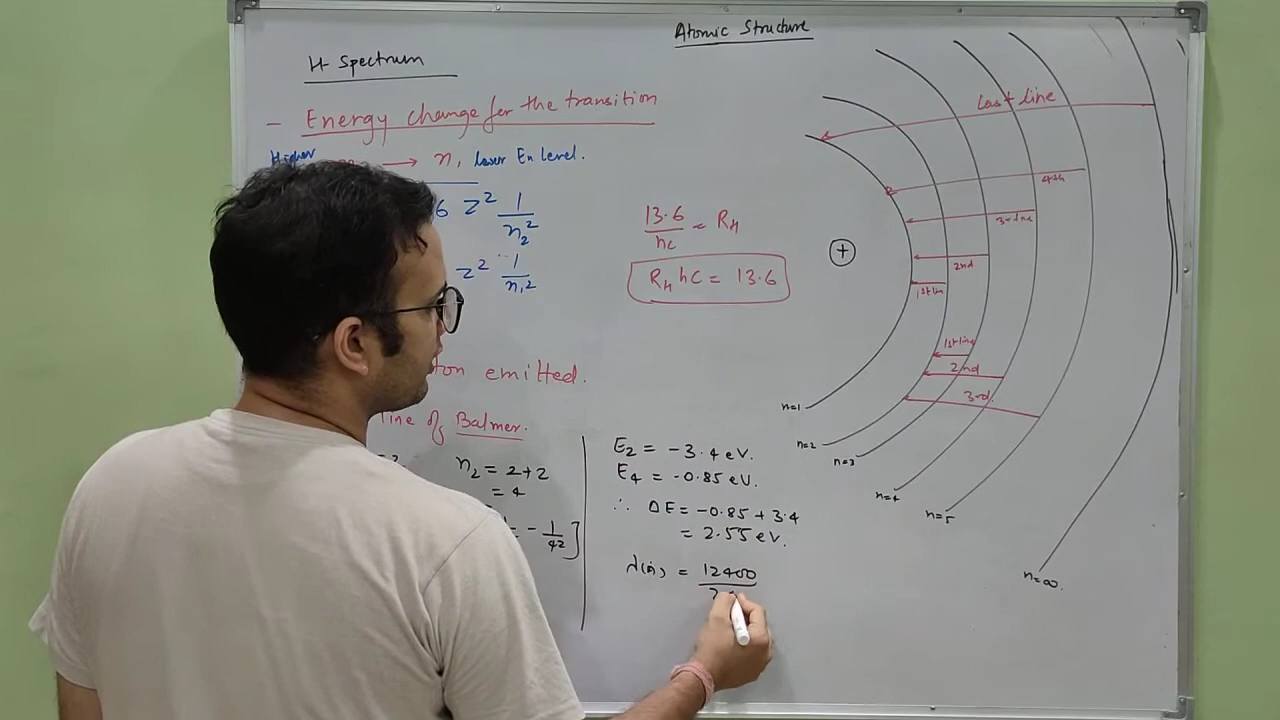 Atomic Structure
H Spectrum
- Energy change for the transition
Higher → n₁ lower En level.
6 Z² 1/n₂²
Z² 1/n₁²
13.6/hc = R_H
R_H hC = 13.6
ton emitted.
line of Balmer.
n₂ = 2+2
= 4
- 1/4²]
E₂ = -3.4 eV.
E₄ = -0.85 eV.
∴ ΔE = -0.85 + 3.4
= 2.55 eV.
λ(Å) = 12400
Last line
4th
3rd line
2nd
1st lin
1st line
2nd
3rd.
+
n=1
n=2
n=3
n=4
n=5
n=∞